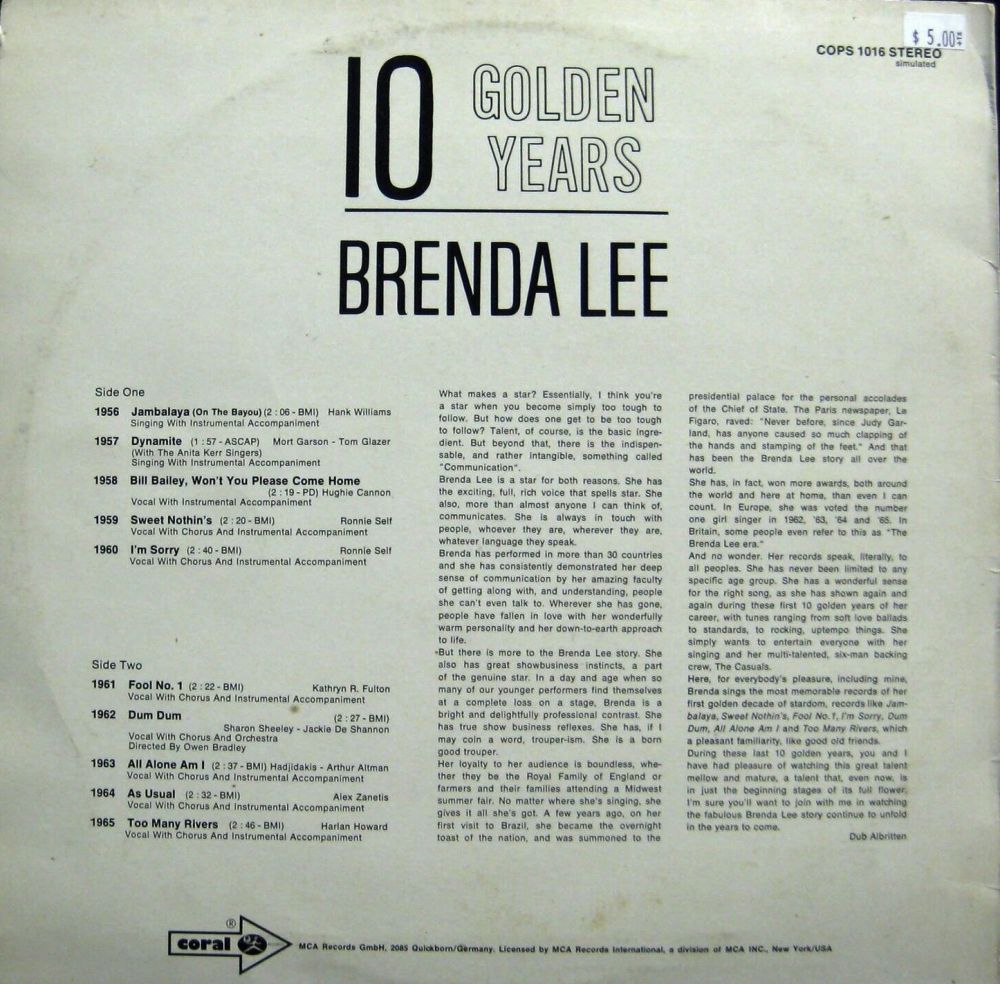 $ 5.00
COPS 1016 STEREO
simulated
10 GOLDEN
YEARS
BRENDA LEE
Side One
1956 Jambalaya (On The Bayou) (2 : 06 - BMI) Hank Williams
Singing With Instrumental Accompaniment
1957 Dynamite (1 : 57 - ASCAP) Mort Garson - Tom Glazer
(With The Anita Kerr Singers)
Singing With Instrumental Accompaniment
1958 Bill Bailey, Won't You Please Come Home
(2 : 19 - PD) Hughie Cannon
Vocal With Instrumental Accompaniment
1959 Sweet Nothin's (2 : 20 - BMI) Ronnie Self
Vocal With Chorus And Instrumental Accompaniment
1960 I'm Sorry (2 : 40 - BMI) Ronnie Self
Vocal With Chorus And Instrumental Accompaniment
Side Two
1961 Fool No. 1 (2 : 22 - BMI) Kathryn R. Fulton
Vocal With Chorus And Instrumental Accompaniment
1962 Dum Dum (2 : 27 - BMI)
Sharon Sheeley - Jackie De Shannon
Vocal With Chorus And Orchestra
Directed By Owen Bradley
1963 All Alone Am I (2 : 37 - BMI) Hadjidakis - Arthur Altman
Vocal With Chorus And Instrumental Accompaniment
1964 As Usual (2 : 32 - BMI) Alex Zanetis
Vocal With Chorus And Instrumental Accompaniment
1965 Too Many Rivers (2 : 46 - BMI) Harlan Howard
Vocal With Chorus And Instrumental Accompaniment
What makes a star? Essentially, I think you're
a star when you become simply too tough to
follow. But how does one get to be too tough
to follow? Talent, of course, is the basic ingre-
dient. But beyond that, there is the indispen-
sable, and rather intangible, something called
"Communication".
Brenda Lee is a star for both reasons. She has
the exciting, full, rich voice that spells star. She
also, more than almost anyone I can think of,
communicates. She is always in touch with
people, whoever they are, wherever they are,
whatever language they speak.
Brenda has performed in more than 30 countries
and she has consistently demonstrated her deep
sense of communication by her amazing faculty
of getting along with, and understanding, people
she can't even talk to. Wherever she has gone,
people have fallen in love with her wonderfully
warm personality and her down-to-earth approach
to life.
But there is more to the Brenda Lee story. She
also has great showbusiness instincts, a part
of the genuine star. In a day and age when so
many of our younger performers find themselves
at a complete loss on a stage, Brenda is a
bright and delightfully professional contrast. She
has true show business reflexes. She has, if I
may coin a word, trouper-ism. She is a born
good trouper.
Her loyalty to her audience is boundless, whe-
ther they be the Royal Family of England or
farmers and their families attending a Midwest
summer fair. No matter where she's singing, she
gives it all she's got. A few years ago, on her
first visit to Brazil, she became the overnight
toast of the nation, and was summoned to the
presidential palace for the personal accolades
of the Chief of State. The Paris newspaper, Le
Figaro, raved: "Never before, since Judy Gar-
land, has anyone caused so much clapping of
the hands and stamping of the feet." And that
has been the Brenda Lee story all over the
world.
She has, in fact, won more awards, both around
the world and here at home, than even I can
count. In Europe, she was voted the number
one girl singer in 1962, '63, '64 and '65. In
Britain, some people even refer to this as "The
Brenda Lee era."
And no wonder. Her records speak, literally, to
all peoples. She has never been limited to any
specific age group. She has a wonderful sense
for the right song, as she has shown again and
again during these first 10 golden years of her
career, with tunes ranging from soft love ballads
to standards, to rocking, uptempo things. She
simply wants to entertain everyone with her
singing and her multi-talented, six-man backing
crew, The Casuals.
Here, for everybody's pleasure, including mine,
Brenda sings the most memorable records of her
first golden decade of stardom, records like Jam-
balaya, Sweet Nothin's, Fool No. 1, I'm Sorry, Dum
Dum, All Alone Am I and Too Many Rivers, which
a pleasant familiarity, like good old friends.
During these last 10 golden years, you and I
have had pleasure of watching this great talent
mellow and mature, a talent that, even now, is
in just the beginning stages of its full flower.
I'm sure you'll want to join with me in watching
the fabulous Brenda Lee story continue to unfold
in the years to come.
Dub Albritten
®
coral
MCA Records GmbH, 2085 Quickborn/Germany. Licensed by MCA Records International, a division of MCA INC., New York/USA